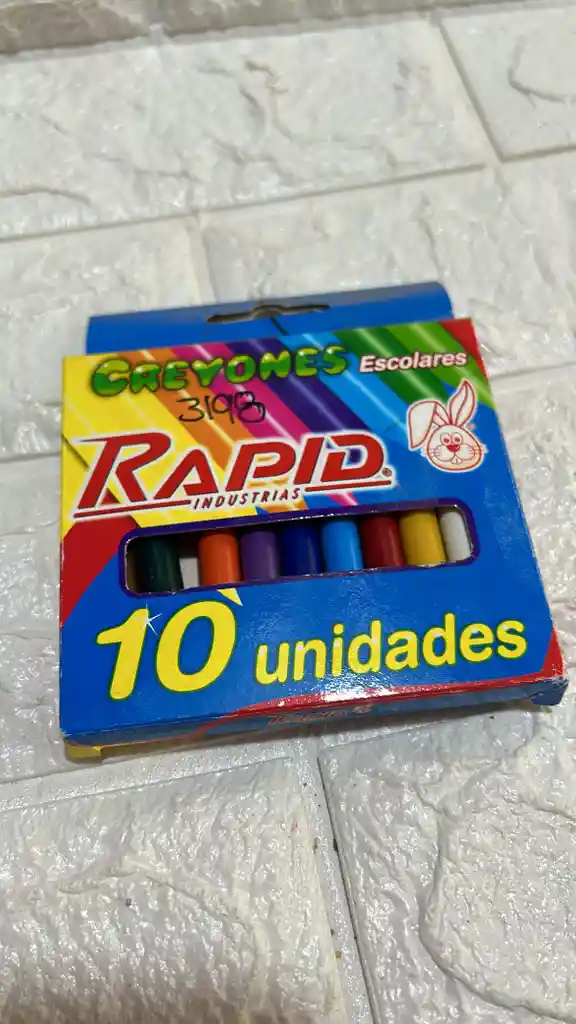 CREYONES Escolares
3198
RAPID®
INDUSTRIAS
10 unidades